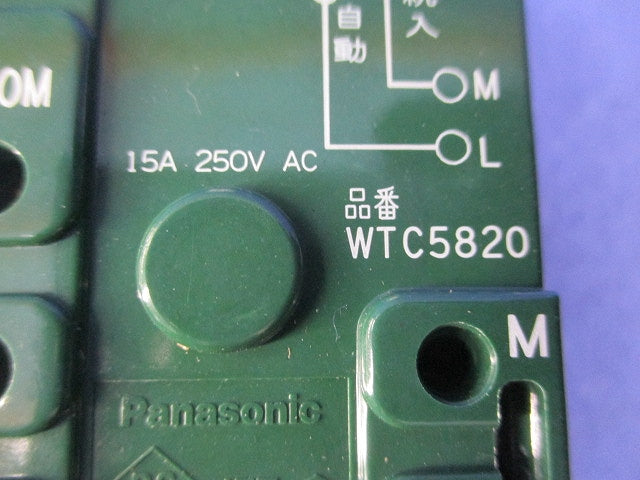 自動
入
M
L
OM
15A 250V AC
品番
WTC5820
M
Panasonic